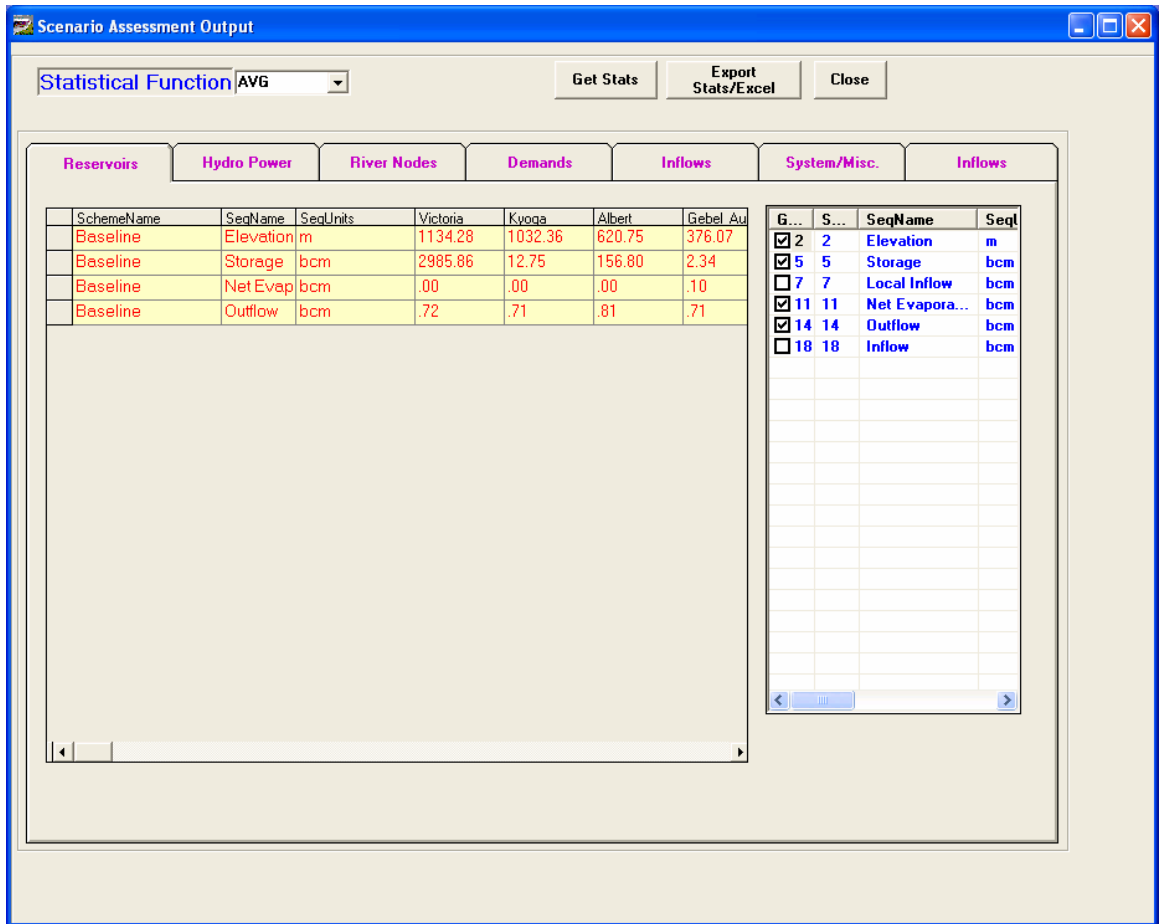 Scenario Assessment Output
Statistical Function AVG
Get Stats
Export
Stats/Excel
Close
Reservoirs Hydro Power River Nodes Demands Inflows System/Misc. Inflows
SchemeName SeqName SeqUnits Victoria Kyoga Albert Gebel Au
Baseline Elevation m 1134.28 1032.36 620.75 376.07
Baseline Storage bcm 2985.86 12.75 156.80 2.34
Baseline Net Evap bcm .00 .00 .00 .10
Baseline Outflow bcm .72 .71 .81 .71
G... S... SeqName SeqU
2 2 Elevation m
5 5 Storage bcm
7 7 Local Inflow bcm
11 11 Net Evapora... bcm
14 14 Outflow bcm
18 18 Inflow bcm